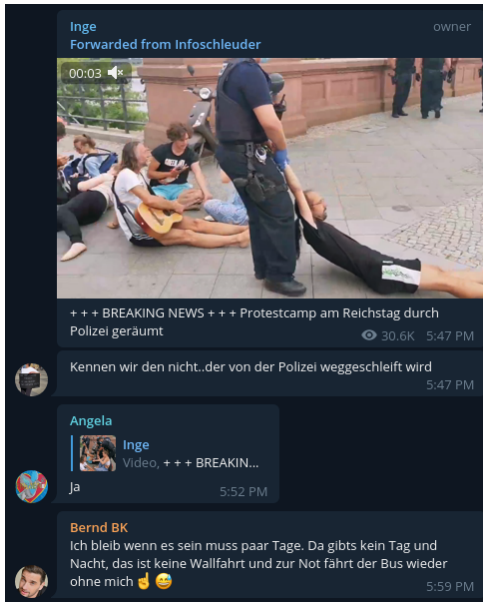 Inge owner
Forwarded from Infoschleuder
00:03
+ + + BREAKING NEWS + + + Protestcamp am Reichstag durch
Polizei geräumt
30.6K 5:47 PM
Kennen wir den nicht..der von der Polizei weggeschleift wird
5:47 PM
Angela
Inge
Video, + + + BREAKIN...
Ja
5:52 PM
Bernd BK
Ich bleib wenn es sein muss paar Tage. Da gibts kein Tag und
Nacht, das ist keine Wallfahrt und zur Not fährt der Bus wieder
ohne mich ☝️😅
5:59 PM